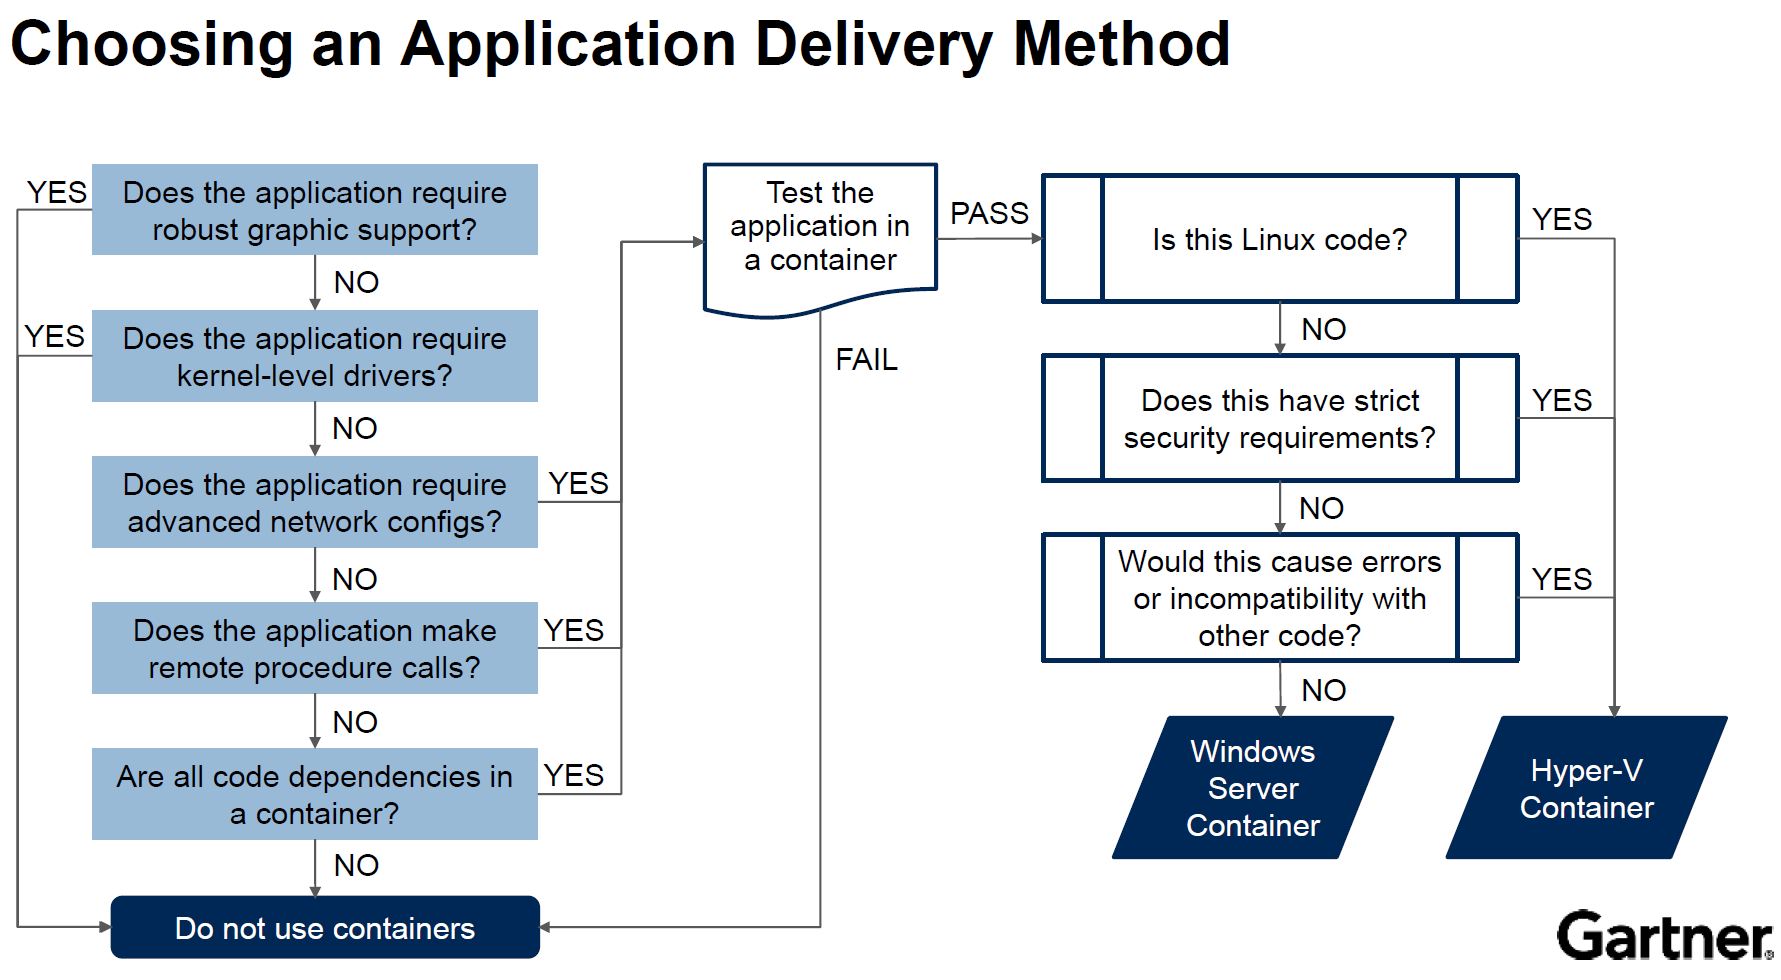 Choosing an Application Delivery Method
YES
Does the application require
robust graphic support?
NO
YES
Does the application require
kernel-level drivers?
NO
Does the application require
advanced network configs?
YES
NO
Does the application make
remote procedure calls?
YES
NO
Are all code dependencies in
a container?
YES
NO
Do not use containers
Test the
application in
a container
PASS
FAIL
Is this Linux code?
YES
NO
Does this have strict
security requirements?
YES
NO
Would this cause errors
or incompatibility with
other code?
YES
NO
Windows
Server
Container
Hyper-V
Container
Gartner®